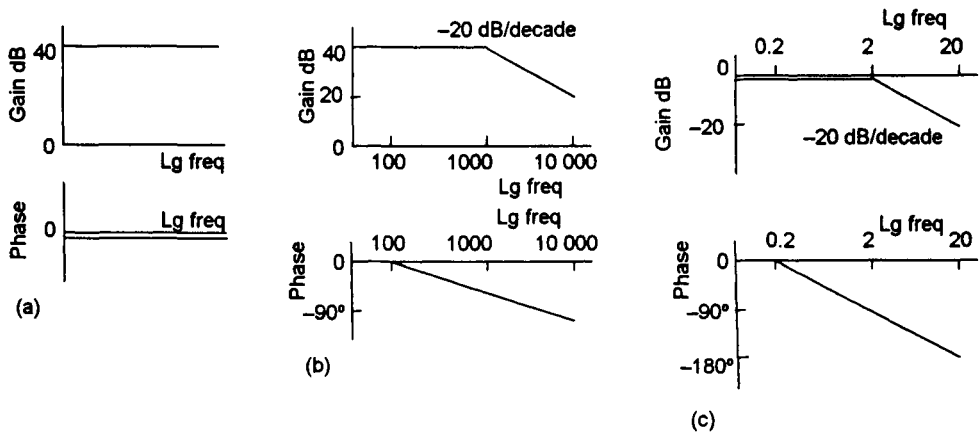 40
Gain dB
0
Lg freq
0
Lg freq
Phase
(a)
–20 dB/decade
40
Gain dB
20
0
100 1000 10 000
Lg freq
Lg freq
100 1000 10 000
0
Phase
–90°
(b)
Lg freq
0.2 2 20
0
Gain dB
–20
–20 dB/decade
Lg freq
0.2 2 20
0
Phase
–90°
–180°
(c)